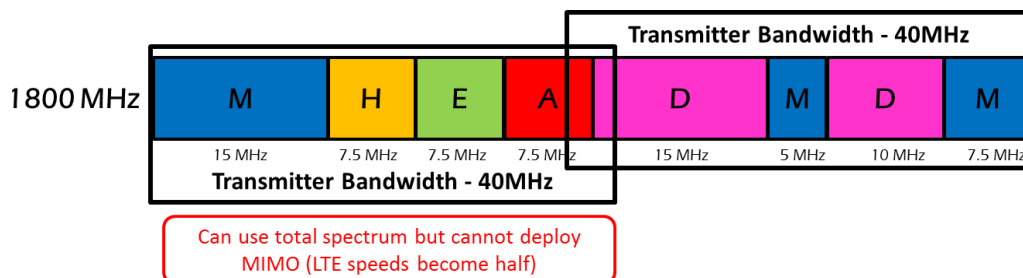 Transmitter Bandwidth - 40MHz
1800 MHz M H E A D M D M
15 MHz 7.5 MHz 7.5 MHz 7.5 MHz 15 MHz 5 MHz 10 MHz 7.5 MHz
Transmitter Bandwidth - 40MHz
Can use total spectrum but cannot deploy
MIMO (LTE speeds become half)